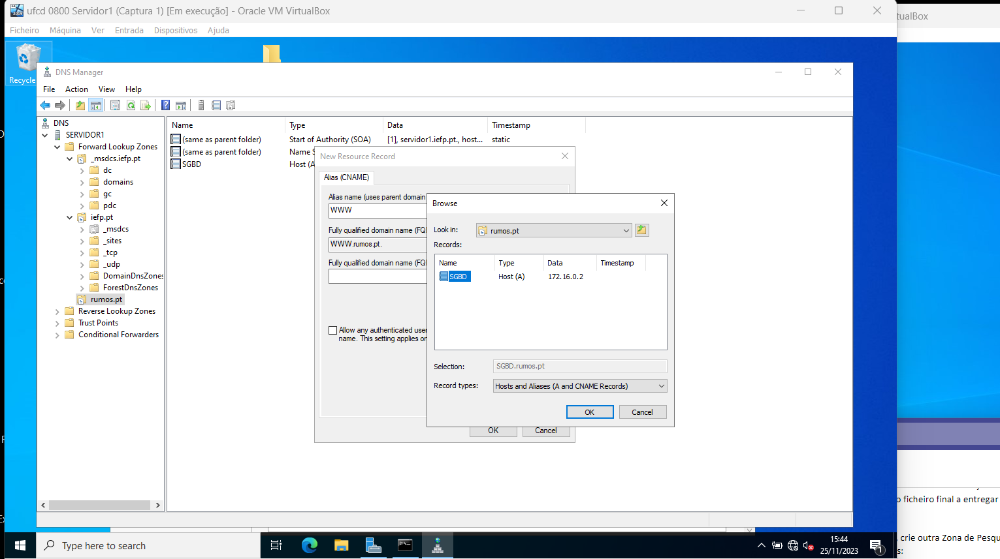 ufcd 0800 Servidor1 (Captura 1) [Em execução] - Oracle VM VirtualBox
tualBox
Ficheiro Máquina Ver Entrada Dispositivos Ajuda
Recycle
DNS Manager
File Action View Help
DNS
SERVIDOR1
Forward Lookup Zones
_msdcs.iefp.pt
dc
domains
gc
pdc
iefp.pt
_msdcs
_sites
_tcp
_udp
DomainDnsZones
ForestDnsZones
rumos.pt
Reverse Lookup Zones
Trust Points
Conditional Forwarders
Name Type Data Timestamp
(same as parent folder) Start of Authority (SOA) [1], servidor1.iefp.pt., host... static
(same as parent folder) Name S
SGBD Host (A
New Resource Record
Alias (CNAME)
Alias name (uses parent domain
WWW
Fully qualified domain name (FQ
WWW.rumos.pt.
Fully qualified domain name (FQ
Allow any authenticated user
name. This setting applies on
OK Cancel
Browse
Look in: rumos.pt
Records:
Name Type Data Timestamp
SGBD Host (A) 172.16.0.2
Selection: SGBD.rumos.pt
Record types: Hosts and Aliases (A and CNAME Records)
OK Cancel
o ficheiro final a entregar
, crie outra Zona de Pesqu
s:
Type here to search
15:44
25/11/2023
1